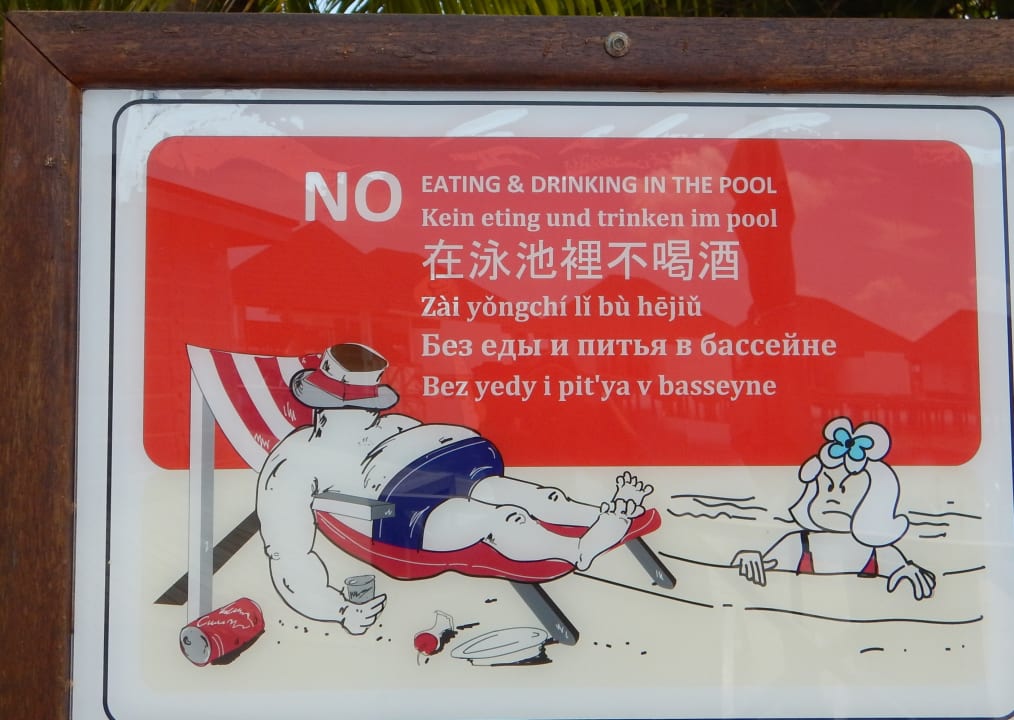 NO EATING & DRINKING IN THE POOL
Kein eting und trinken im pool
在泳池裡不喝酒
Zài yǒngchí lǐ bù hējiǔ
Без еды и питья в бассейне
Bez yedy i pit'ya v basseyne